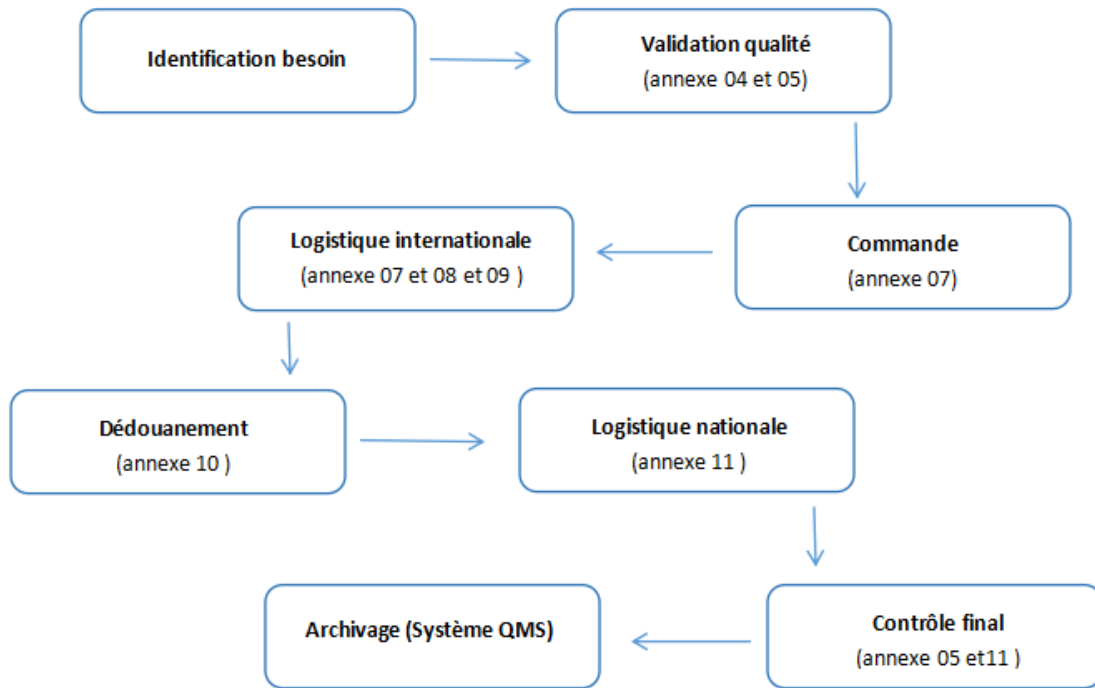 Identification besoin
Validation qualité
(annexe 04 et 05)
Commande
(annexe 07)
Logistique internationale
(annexe 07 et 08 et 09 )
Dédouanement
(annexe 10 )
Logistique nationale
(annexe 11 )
Contrôle final
(annexe 05 et11 )
Archivage (Système QMS)